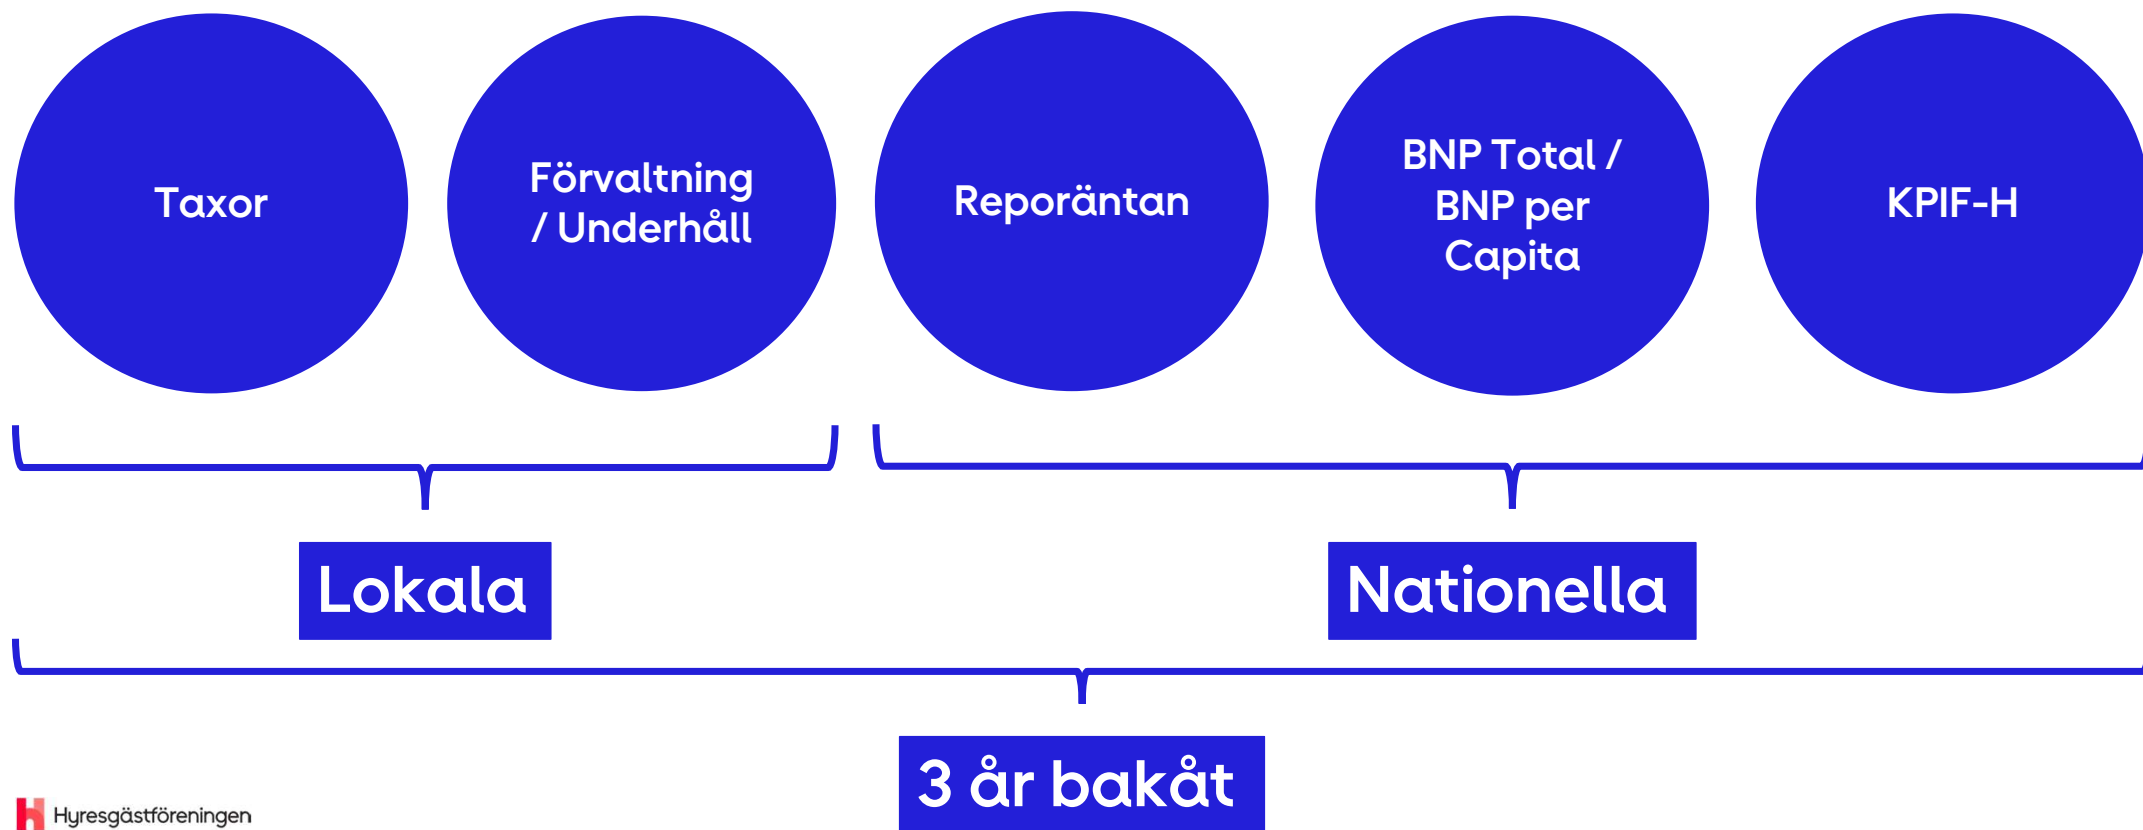 Taxor
Förvaltning
/ Underhåll
Reporäntan
BNP Total /
BNP per
Capita
KPIF-H
Lokala
Nationella
3 år bakåt
Hyresgästföreningen